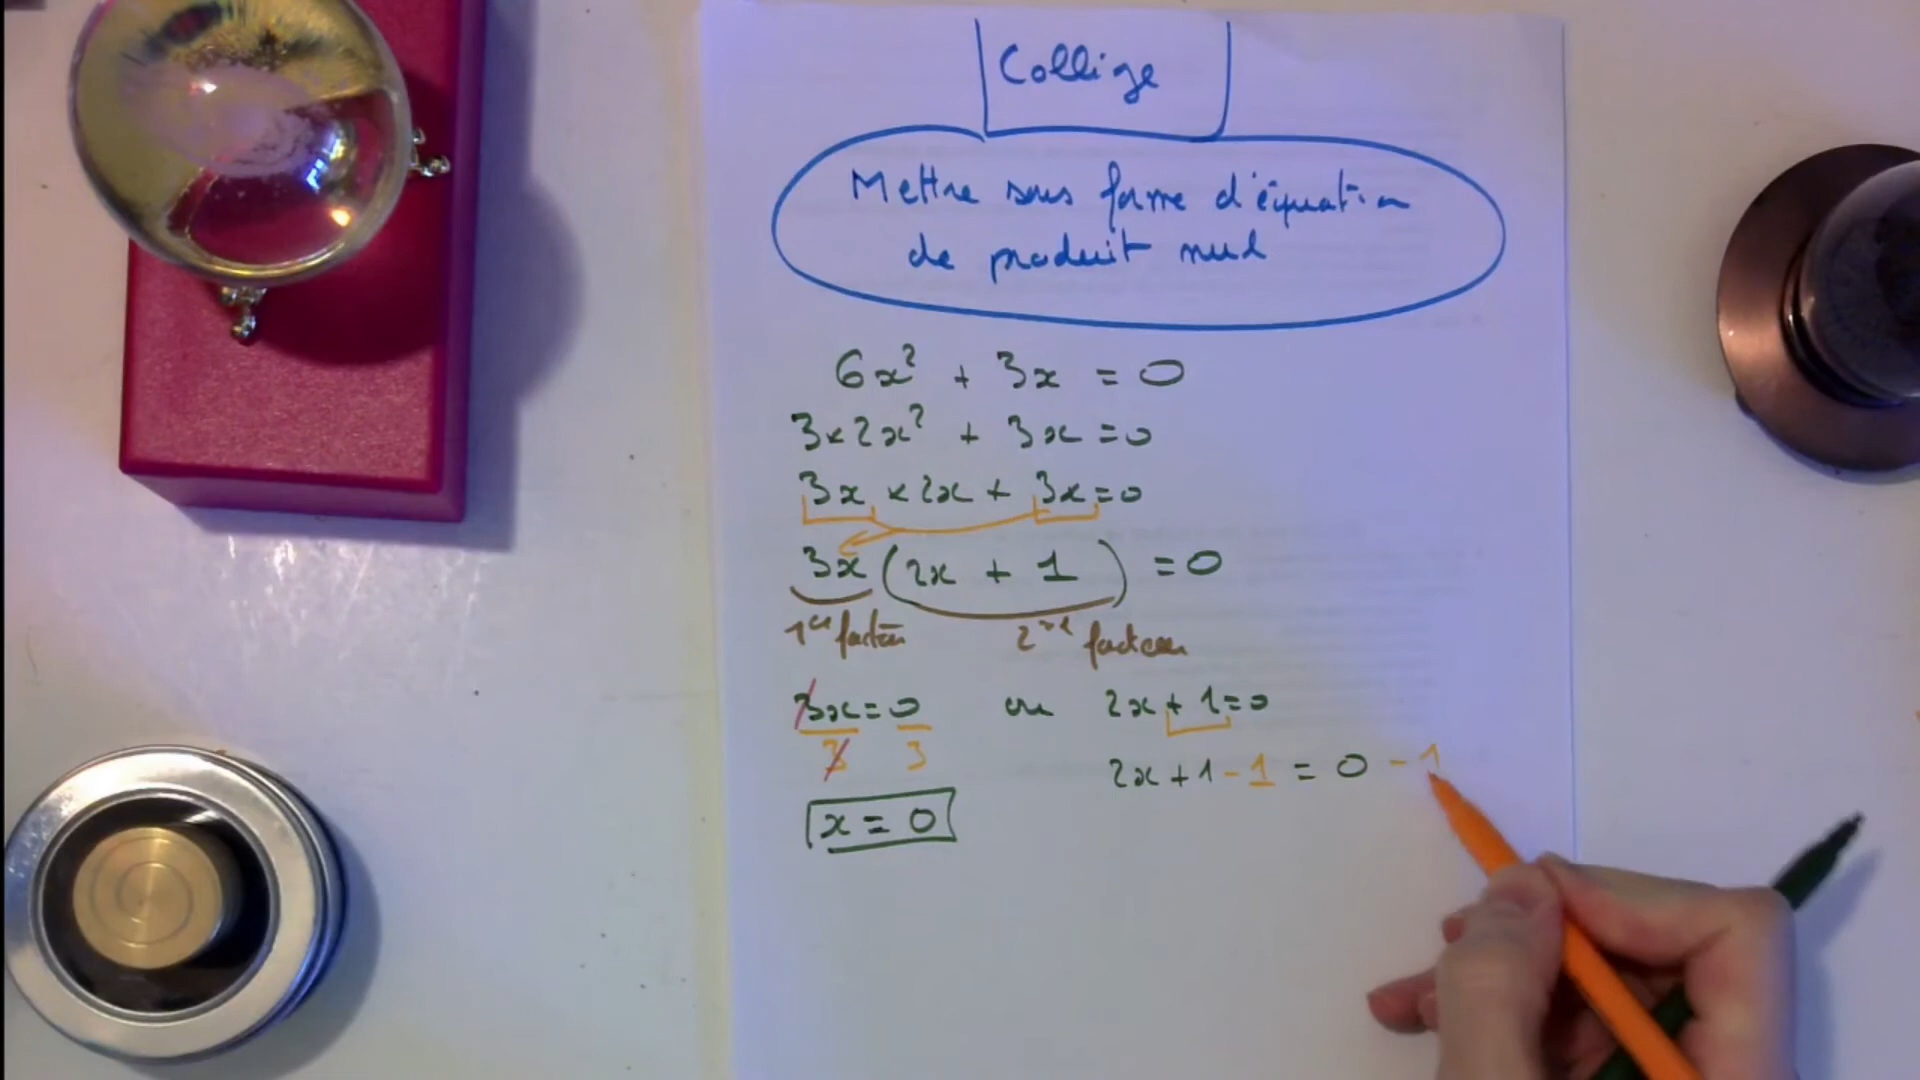 Collège
Mettre sous forme d'équation
de produit nul
6x² + 3x = 0
3×2x² + 3x = 0
3x × 2x + 3x = 0
3x (2x + 1) = 0
1er facteur 2ème facteur
3x = 0 ou 2x + 1 = 0
3 3
2x + 1 - 1 = 0 - 1
x = 0